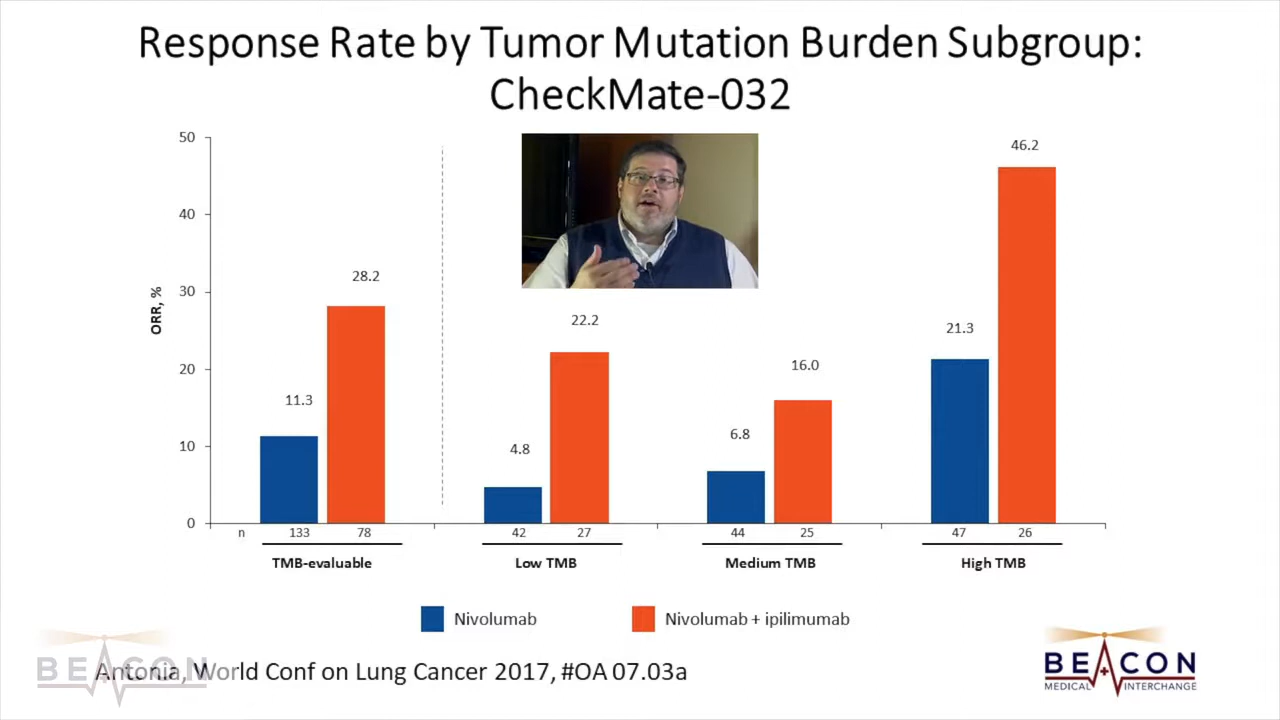 Response Rate by Tumor Mutation Burden Subgroup:
CheckMate-032
50
40
30
20
10
0
ORR, %
11.3
28.2
4.8
22.2
6.8
16.0
21.3
46.2
n 133 78 42 27 44 25 47 26
TMB-evaluable Low TMB Medium TMB High TMB
Nivolumab Nivolumab + ipilimumab
Antonia, World Conf on Lung Cancer 2017, #OA 07.03a
BEACON
BEACON
MEDICAL INTERCHANGE